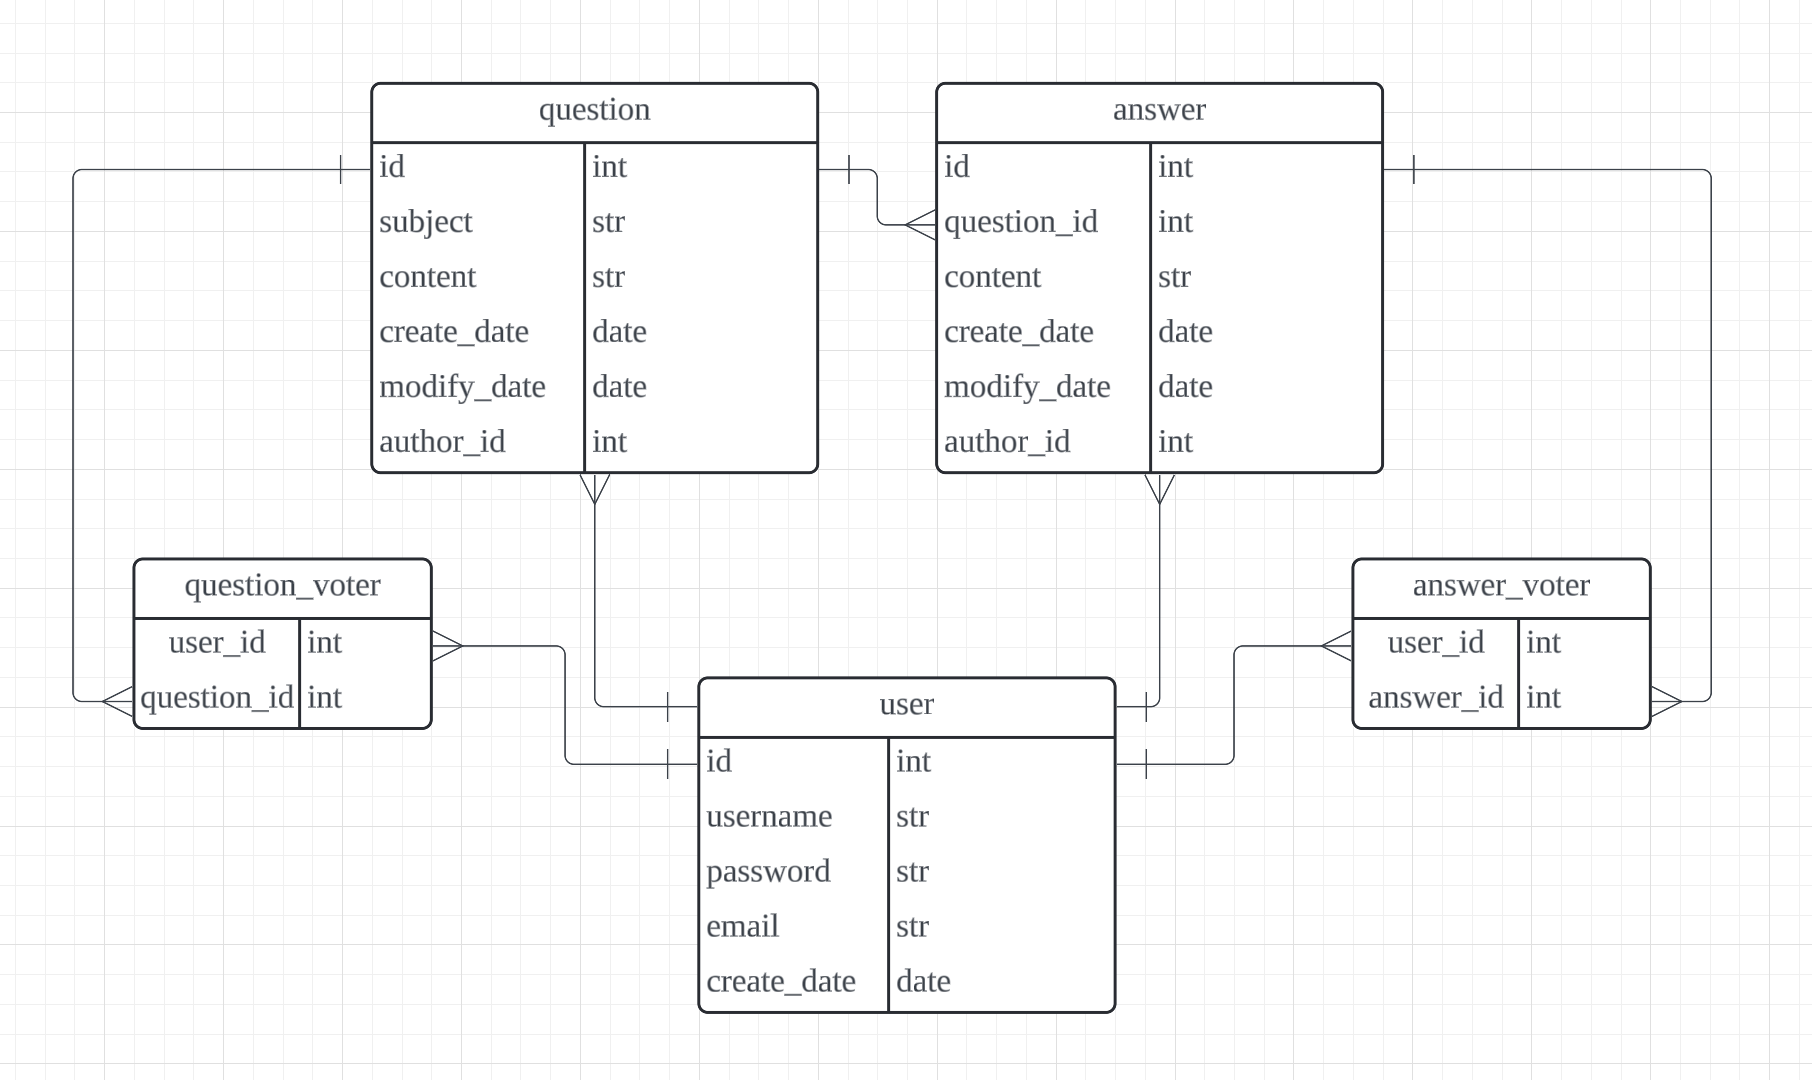 question
id int
subject str
content str
create_date date
modify_date date
author_id int
answer
id int
question_id int
content str
create_date date
modify_date date
author_id int
question_voter
user_id int
question_id int
user
id int
username str
password str
email str
create_date date
answer_voter
user_id int
answer_id int